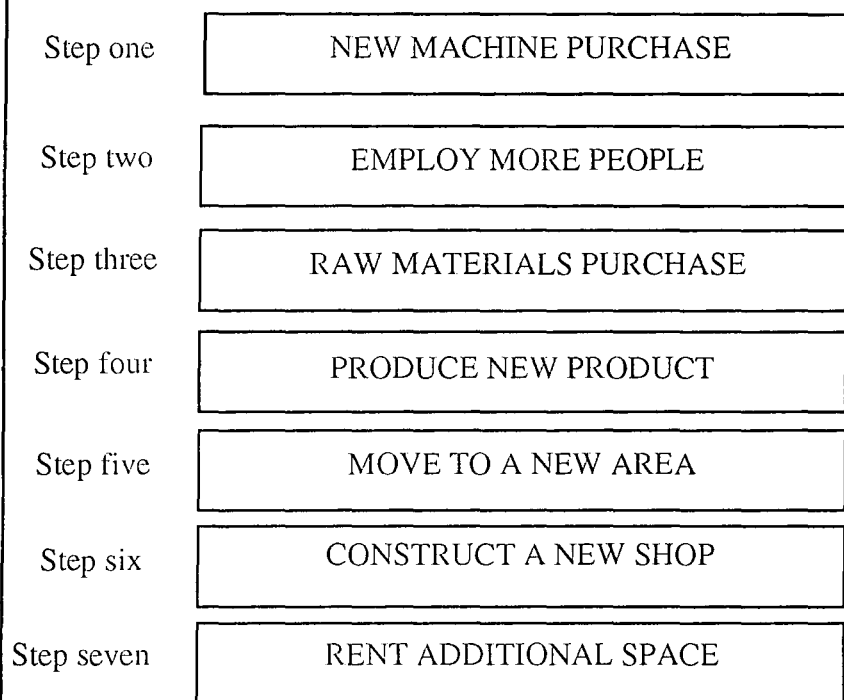 Step one NEW MACHINE PURCHASE
Step two EMPLOY MORE PEOPLE
Step three RAW MATERIALS PURCHASE
Step four PRODUCE NEW PRODUCT
Step five MOVE TO A NEW AREA
Step six CONSTRUCT A NEW SHOP
Step seven RENT ADDITIONAL SPACE